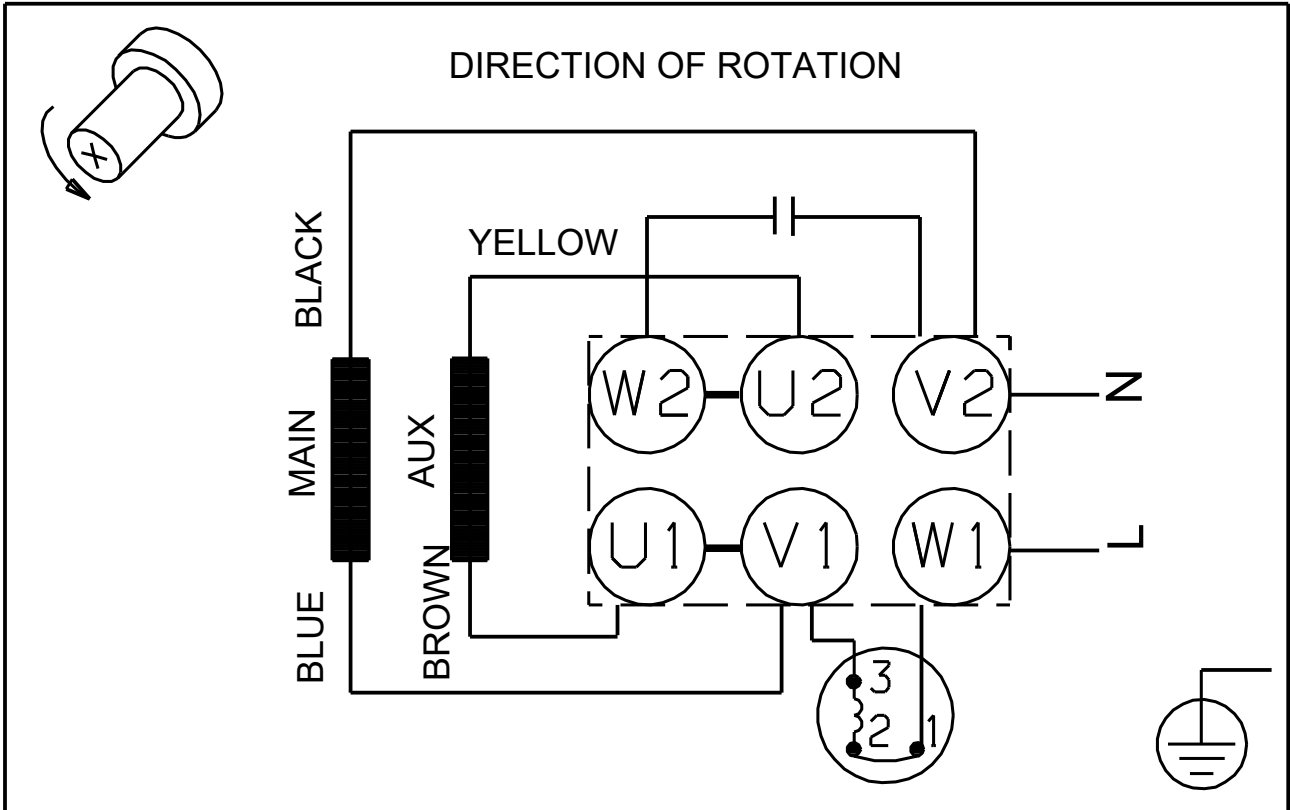 DIRECTION OF ROTATION
BLACK
YELLOW
MAIN
AUX
W2
U2
V2
N
U1
V1
W1
L
BLUE
BROWN
3
2
1